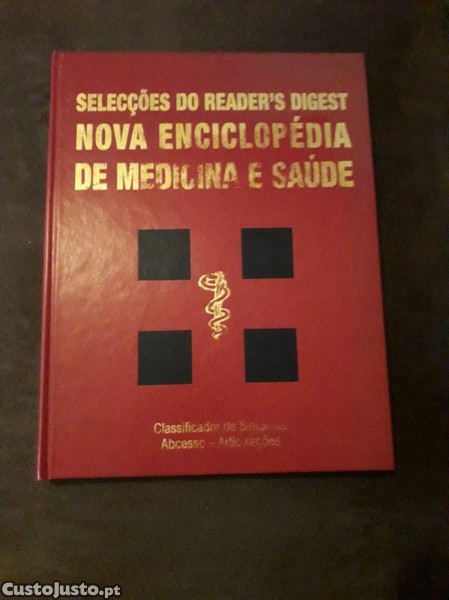 SELECÇÕES DO READER'S DIGEST
NOVA ENCICLOPÉDIA
DE MEDICINA E SAÚDE
Classificador de Sintomas
Abcesso - Articulações
CustoJusto.pt